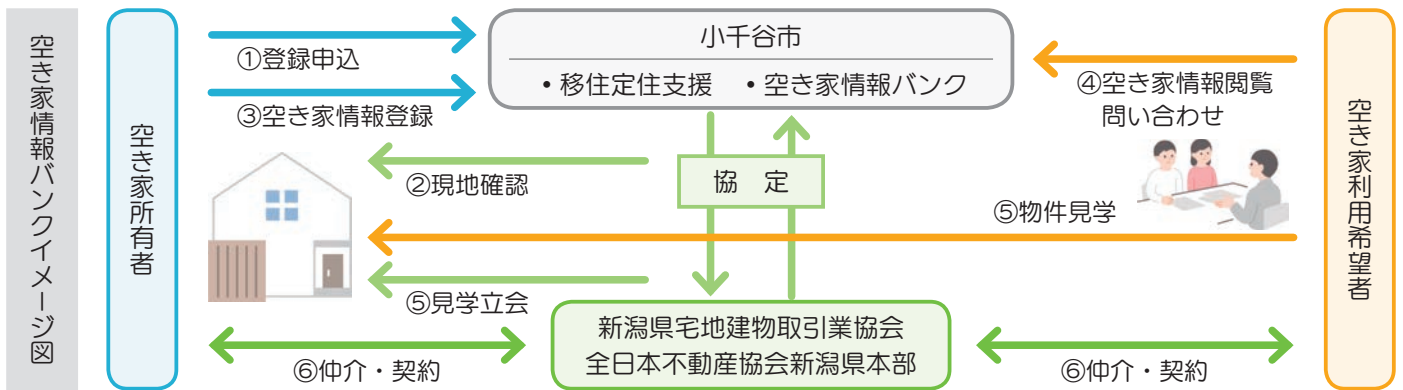 空き家情報バンクイメージ図
空き家所有者
①登録申込
③空き家情報登録
小千谷市
・移住定住支援　・空き家情報バンク
④空き家情報閲覧
問い合わせ
②現地確認
協　定
⑤物件見学
⑤見学立会
新潟県宅地建物取引業協会
全日本不動産協会新潟県本部
⑥仲介・契約
⑥仲介・契約
空き家利用希望者